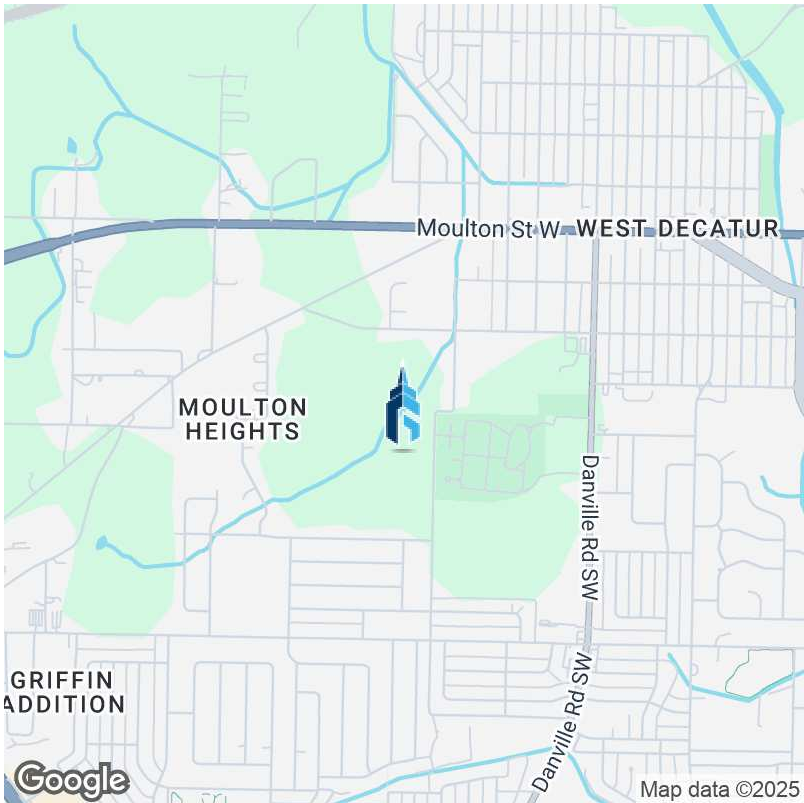 Moulton St W
WEST DECATUR
MOULTON
HEIGHTS
Danville Rd SW
Danville Rd SW
GRIFFIN
ADDITION
Google
Map data ©2025